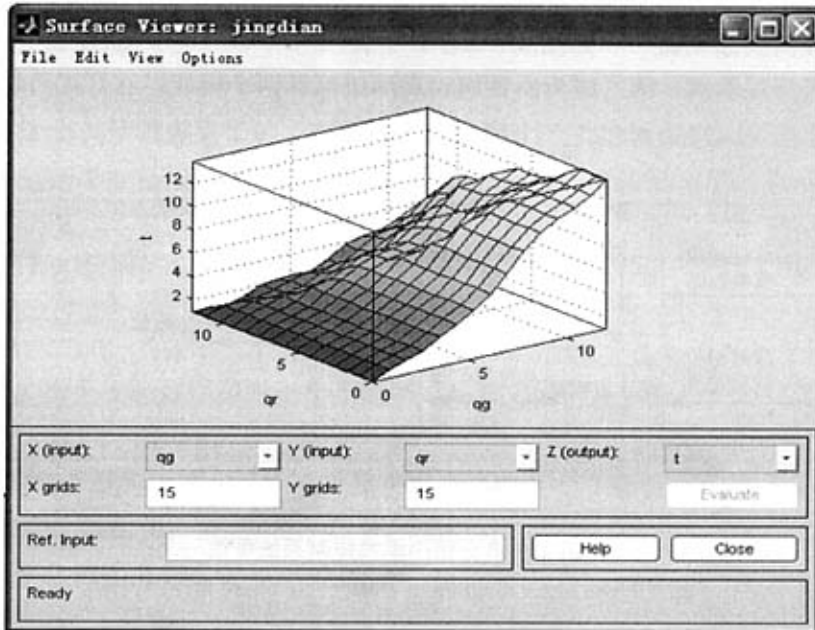 Surface Viewer: jingdian
File Edit View Options
12
10
8
6
4
2
t
10
5
0
qr
0
5
10
qg
X (input): qg Y (input): qr Z (output): t
X grids: 15 Y grids: 15 Evaluate
Ref. Input:
Help Close
Ready